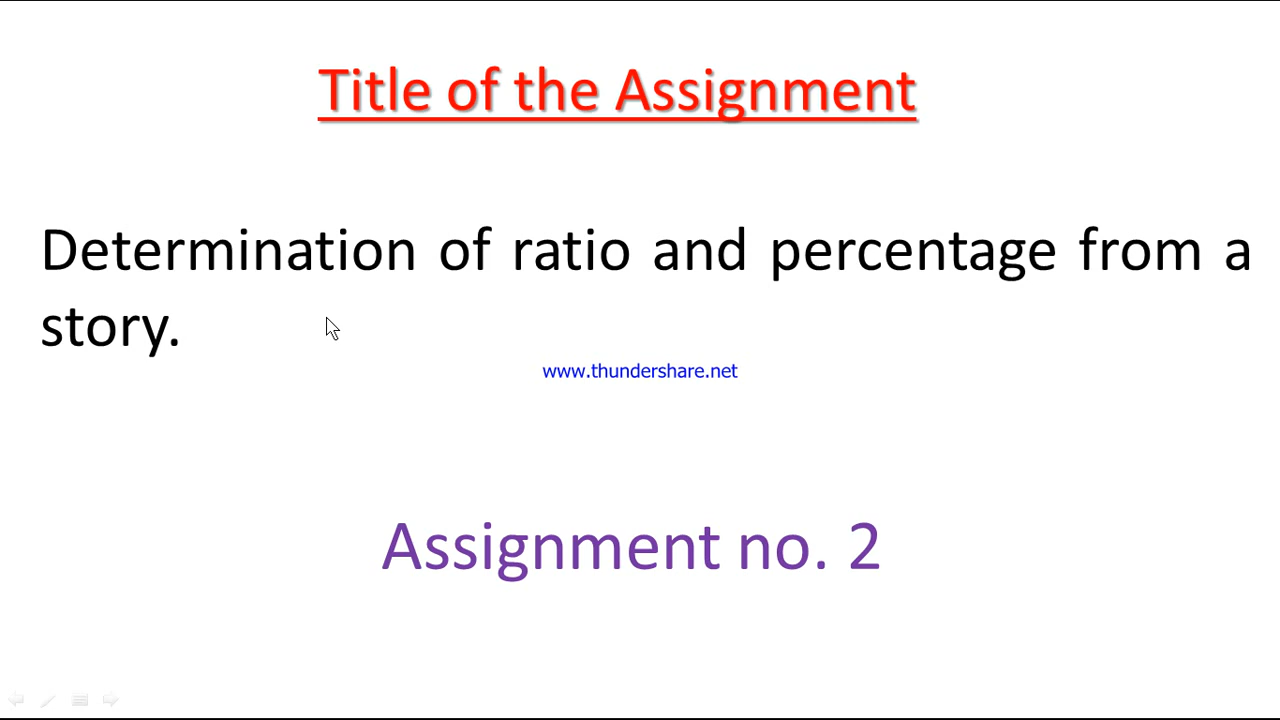 Title of the Assignment
Determination of ratio and percentage from a
story.
www.thundershare.net
Assignment no. 2